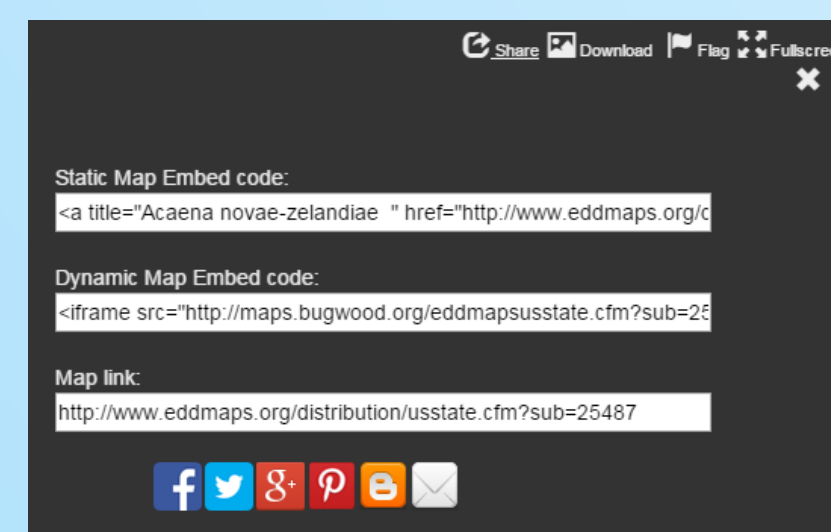 Share Download Flag Fullscre
Static Map Embed code:
<a title="Acaena novae-zelandiae " href="http://www.eddmaps.org/
Dynamic Map Embed code:
<iframe src="http://maps.bugwood.org/eddmapsusstate.cfm?sub=25
Map link:
http://www.eddmaps.org/distribution/usstate.cfm?sub=25487